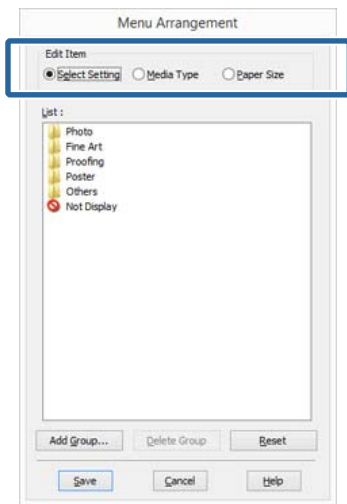 Menu Arrangement
Edit Item
Select Setting Media Type Paper Size
List :
Photo
Fine Art
Proofing
Poster
Others
Not Display
Add Group... Delete Group Reset
Save Cancel Help